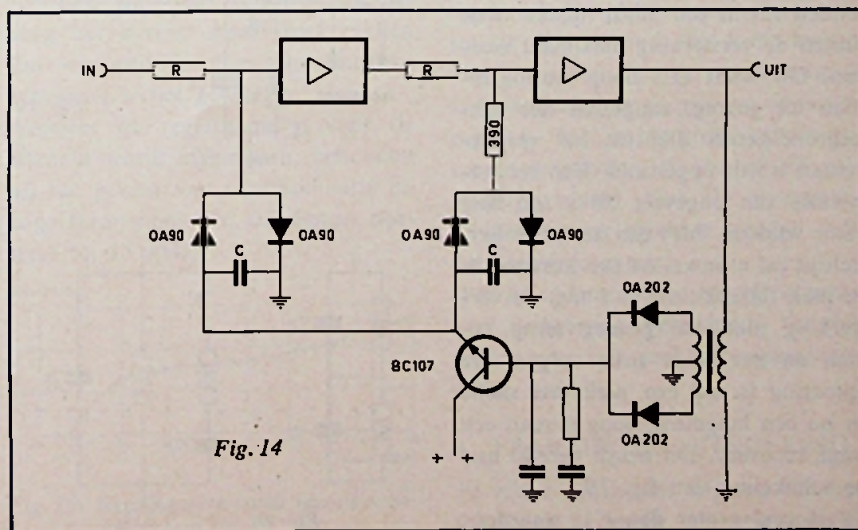 IN
R
R
UIT
390
OA90
C
OA90
OA90
C
OA90
BC107
OA202
OA202
+ +
Fig. 14